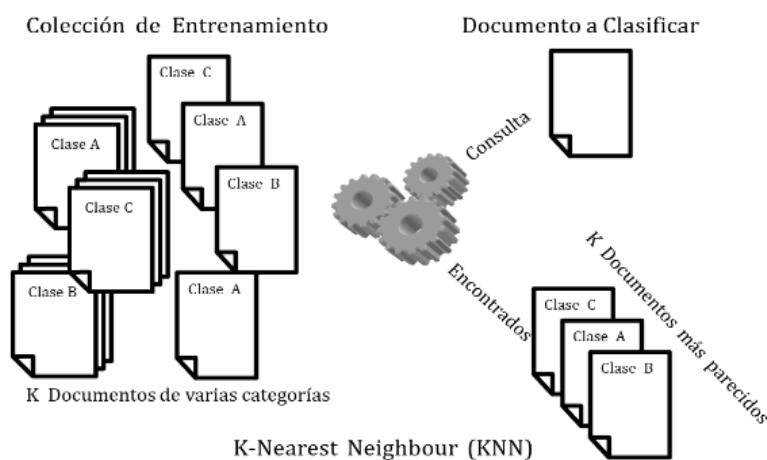 Colección de Entrenamiento
Documento a Clasificar
Clase C
Clase A
Clase A
Clase B
Clase C
Clase B
Clase A
Consulta
Encontrados
K Documentos más parecidos
Clase C
Clase A
Clase B
K Documentos de varias categorías
K-Nearest Neighbour (KNN)